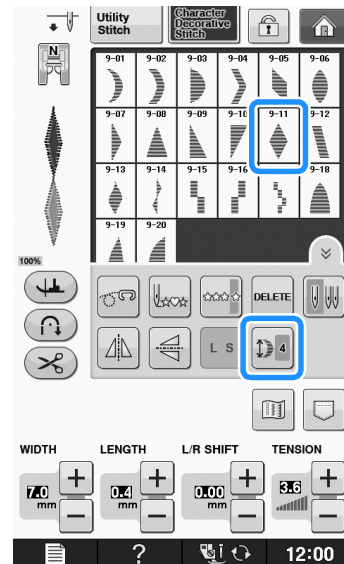 Utility Stitch
Character Decorative Stitch
N
9-01 9-02 9-03 9-04 9-05 9-06
9-07 9-08 9-09 9-10 9-11 9-12
9-13 9-14 9-15 9-16 9-18
9-19 9-20
100%
DELETE
L S 4
WIDTH LENGTH L/R SHIFT TENSION
7.0 mm 0.4 mm 0.00 mm 3.6
? i 12:00